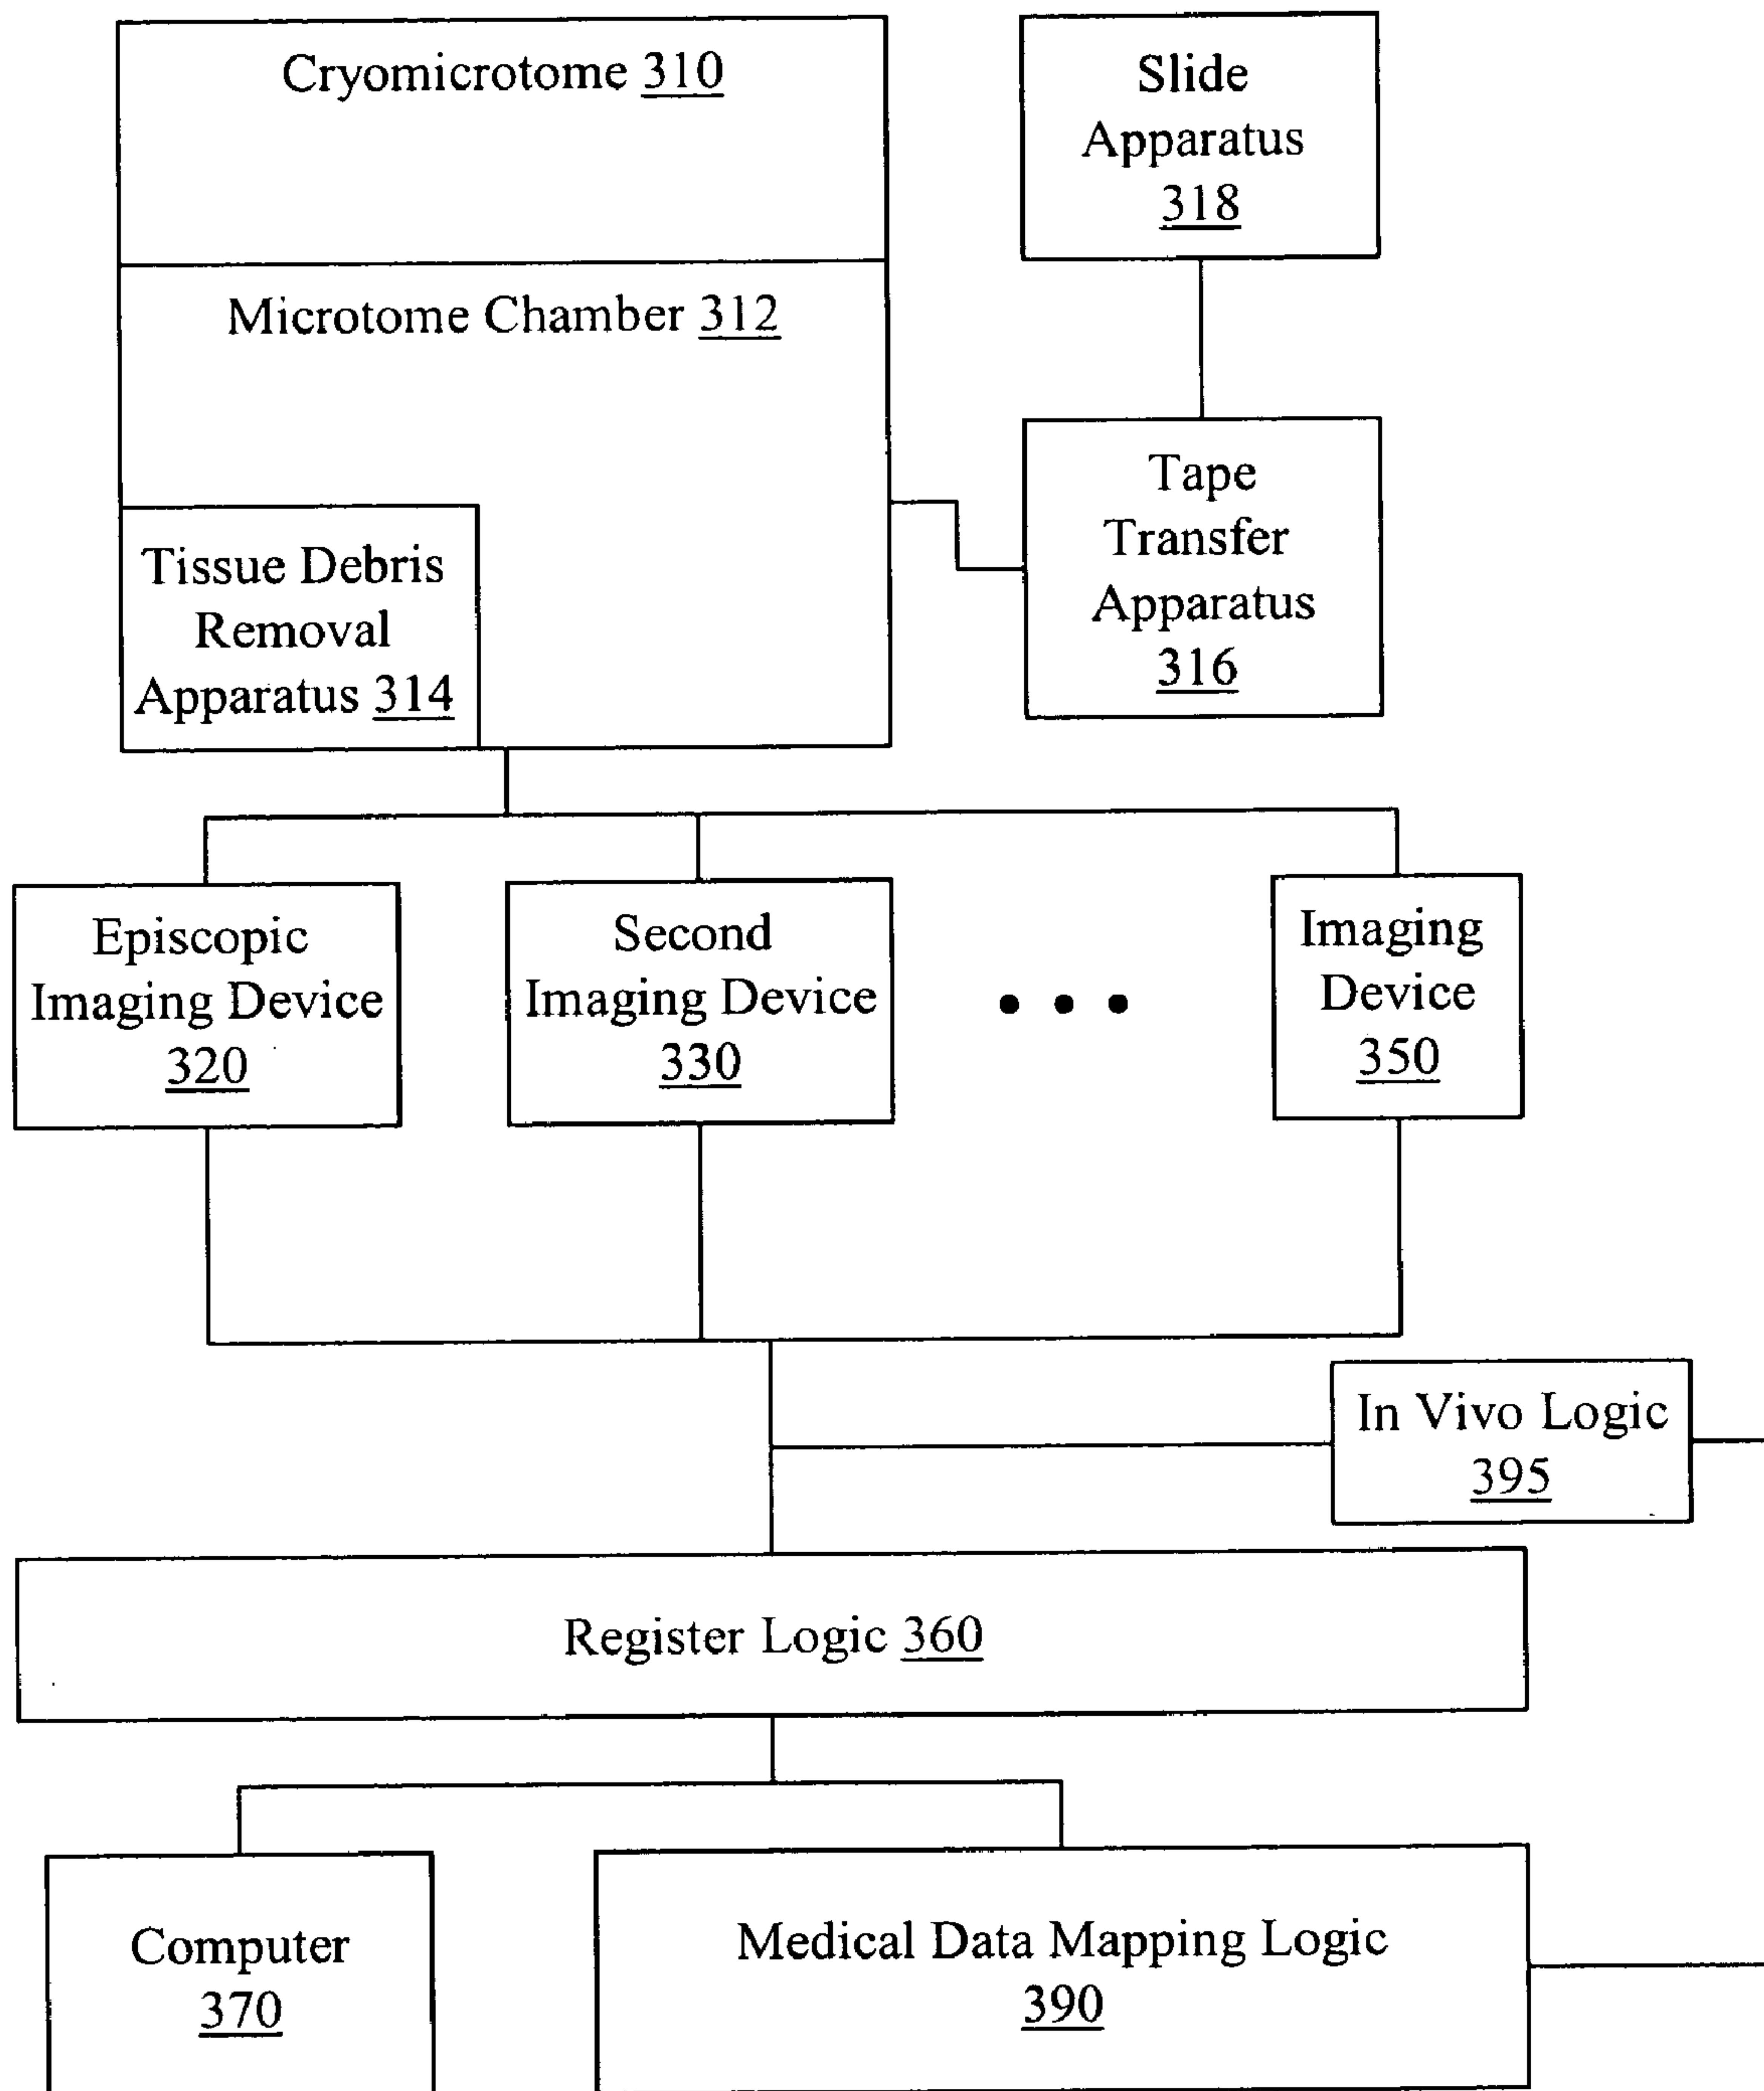 Cryomicrotome 310
Slide
Apparatus
318
Microtome Chamber 312
Tape
Transfer
Apparatus
316
Tissue Debris
Removal
Apparatus 314
Episcopic
Imaging Device
320
Second
Imaging Device
330
• • •
Imaging
Device
350
In Vivo Logic
395
Register Logic 360
Computer
370
Medical Data Mapping Logic
390